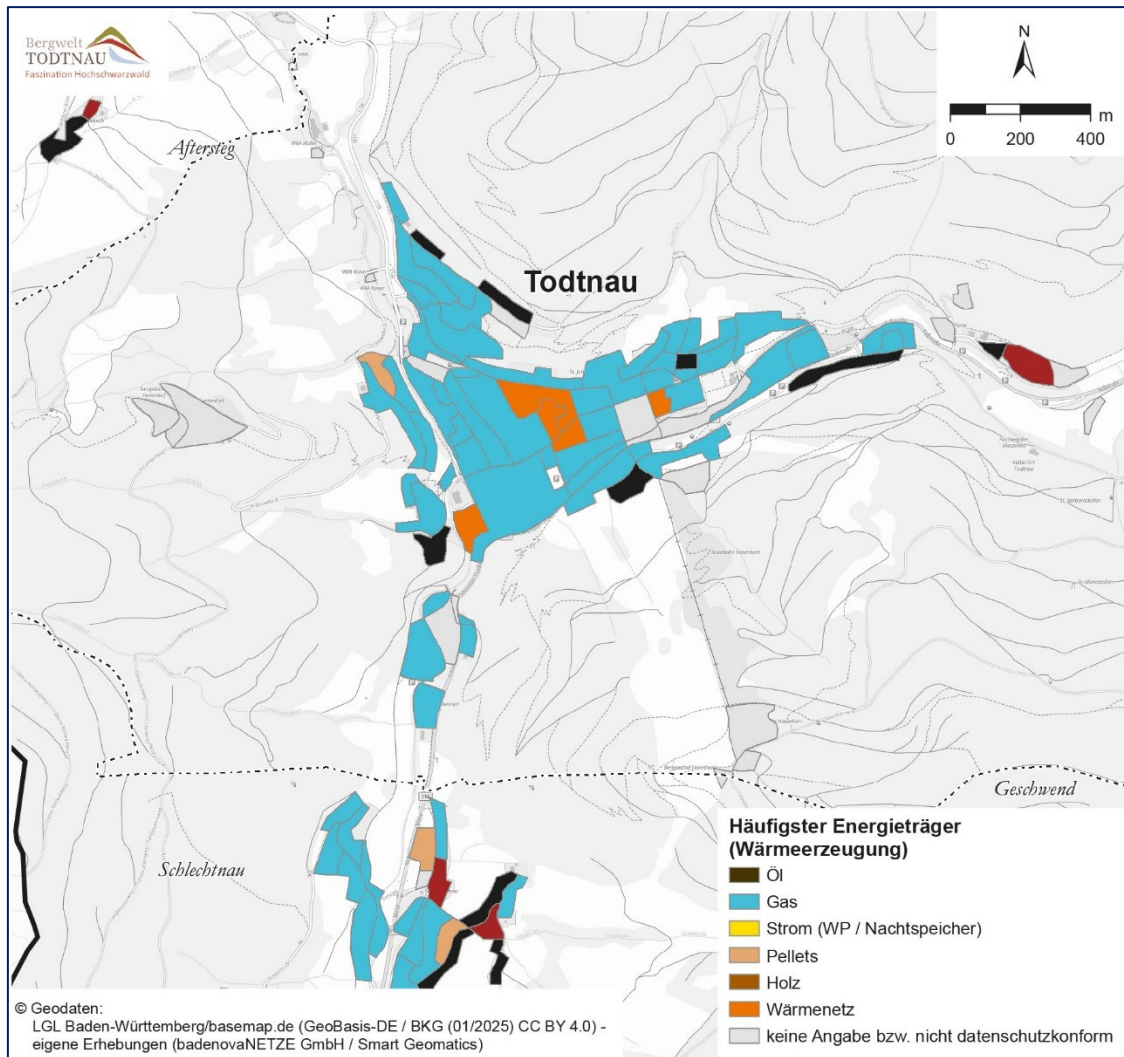 Bergwelt
TODTNAU
Faszination Hochschwarzwald
N
m
0 200 400
Aftersteg
Todtnau
Geschwend
Schlechtnau
Häufigster Energieträger
(Wärmeerzeugung)
Öl
Gas
Strom (WP / Nachtspeicher)
Pellets
Holz
Wärmenetz
keine Angabe bzw. nicht datenschutzkonform
© Geodaten:
LGL Baden-Württemberg/basemap.de (GeoBasis-DE / BKG (01/2025) CC BY 4.0) -
eigene Erhebungen (badenovaNETZE GmbH / Smart Geomatics)